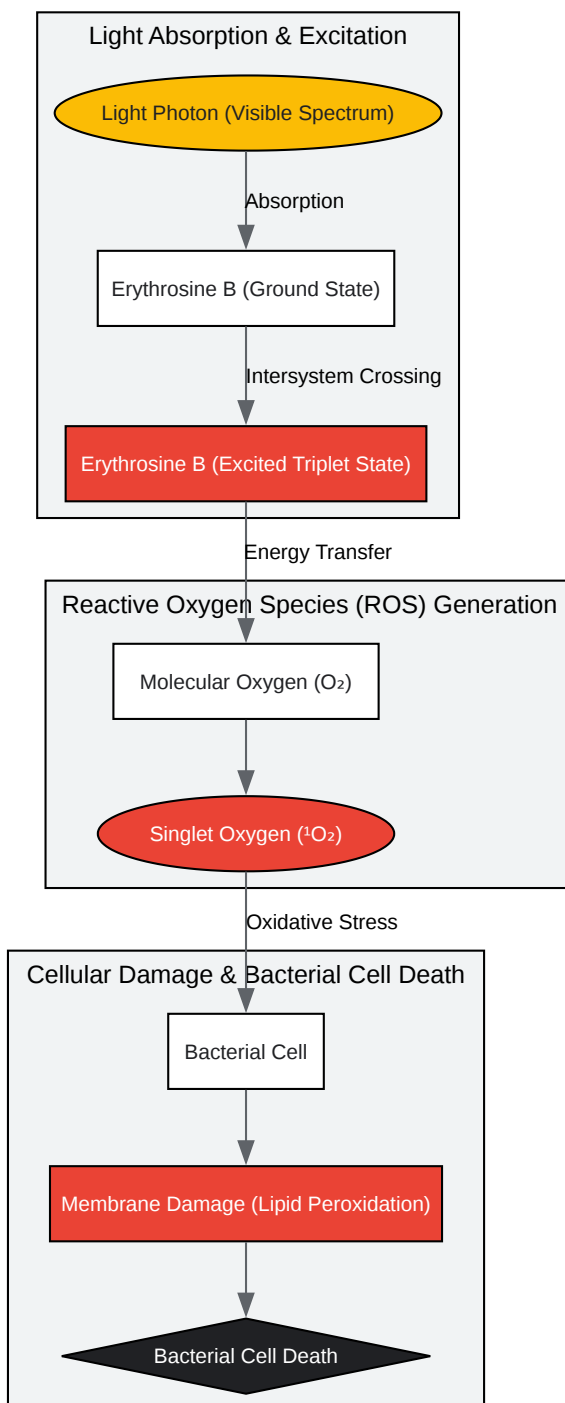 Light Absorption & Excitation
Light Photon (Visible Spectrum)
Absorption
Erythrosine B (Ground State)
Intersystem Crossing
Erythrosine B (Excited Triplet State)
Energy Transfer
Reactive Oxygen Species (ROS) Generation
Molecular Oxygen (O₂)
Singlet Oxygen (¹O₂)
Oxidative Stress
Cellular Damage & Bacterial Cell Death
Bacterial Cell
Membrane Damage (Lipid Peroxidation)
Bacterial Cell Death